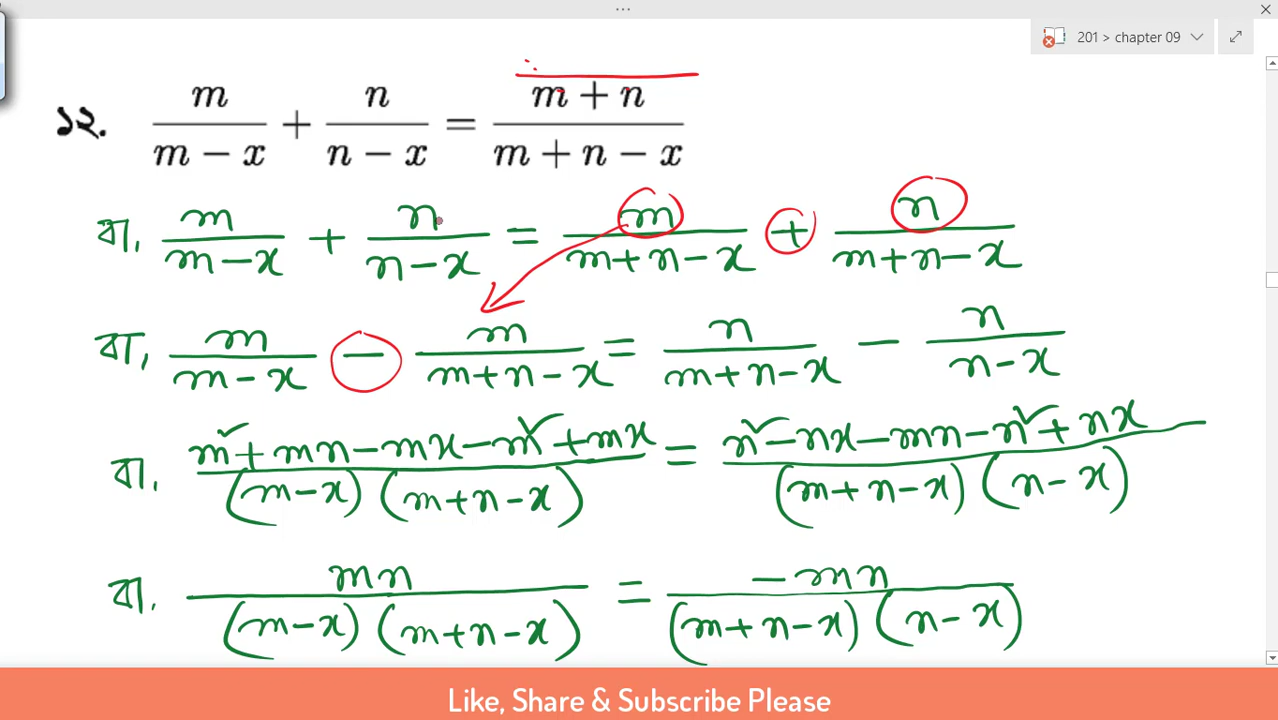 ...
201 > chapter 09
১২. m/(m − x) + n/(n − x) = (m + n)/(m + n − x)
বা, m/(m − x) + n/(n − x) = m/(m + n − x) + n/(m + n − x)
বা, m/(m − x) − m/(m + n − x) = n/(m + n − x) − n/(n − x)
বা, (m² + mn − mx − m² + mx)/((m − x)(m + n − x)) = (n² − nx − mn − n² + nx)/((m + n − x)(n − x))
বা, mn/((m − x)(m + n − x)) = −mn/((m + n − x)(n − x))
Like, Share & Subscribe Please